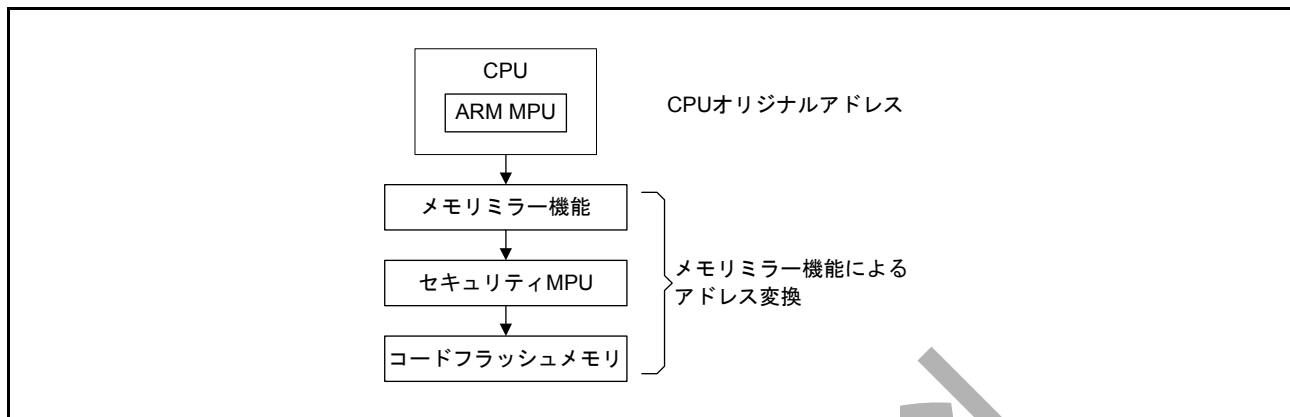 CPU
ARM MPU
CPUオリジナルアドレス
メモリミラー機能
セキュリティMPU
コードフラッシュメモリ
メモリミラー機能による
アドレス変換